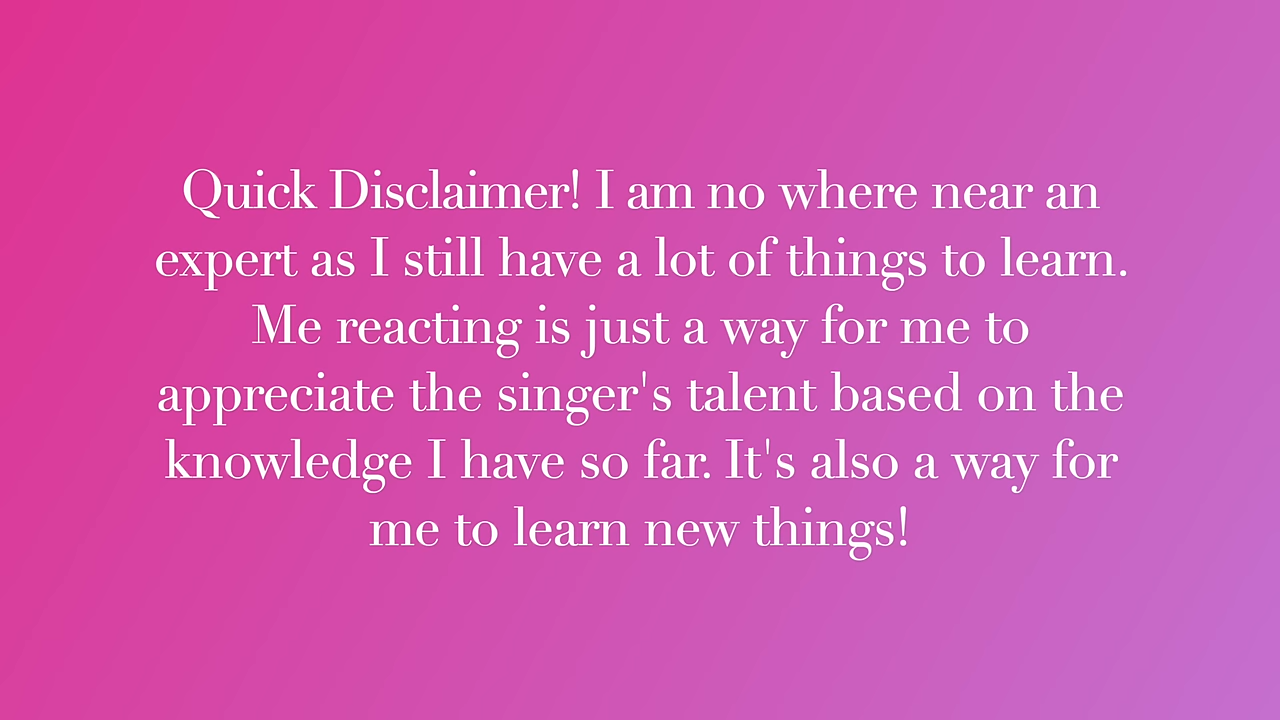 Quick Disclaimer! I am no where near an
expert as I still have a lot of things to learn.
Me reacting is just a way for me to
appreciate the singer's talent based on the
knowledge I have so far. It's also a way for
me to learn new things!